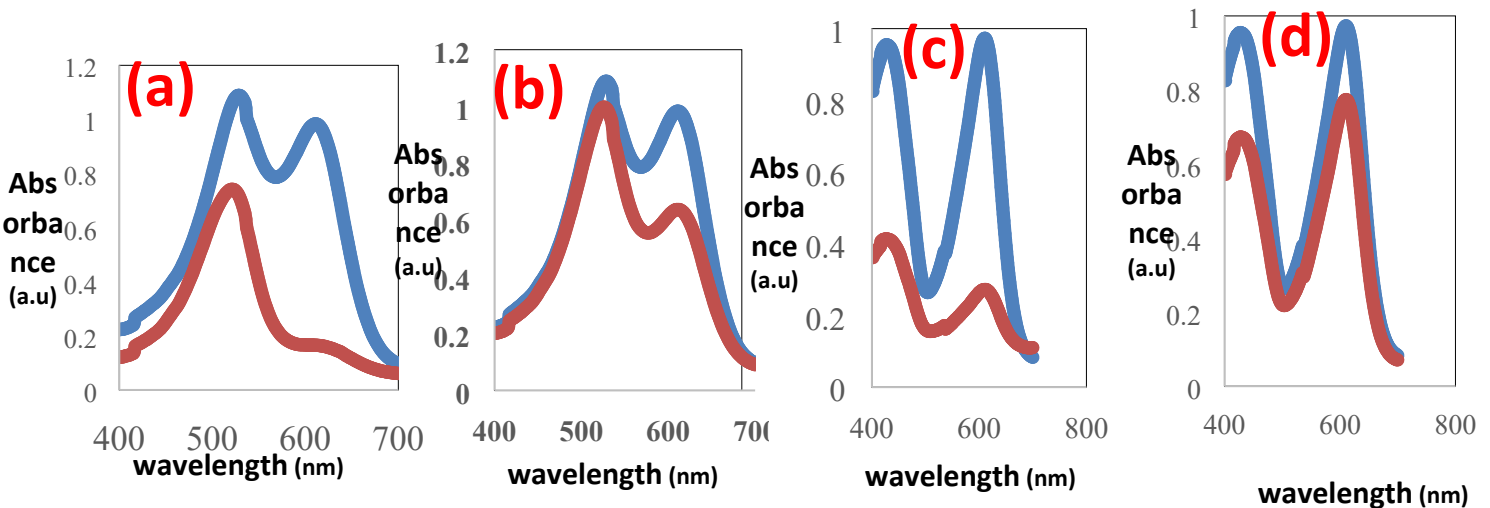 (a)
1.2
1
0.8
0.6
0.4
0.2
0
Abs
orba
nce
(a.u)
400 500 600 700
wavelength (nm)
(b)
1.2
1
0.8
0.6
0.4
0.2
0
Abs
orba
nce
(a.u)
400 500 600 700
wavelength (nm)
(c)
1
0.8
0.6
0.4
0.2
0
Abs
orba
nce
(a.u)
400 600 800
wavelength (nm)
(d)
1
0.8
0.6
0.4
0.2
0
Abs
orba
nce
(a.u)
400 600 800
wavelength (nm)